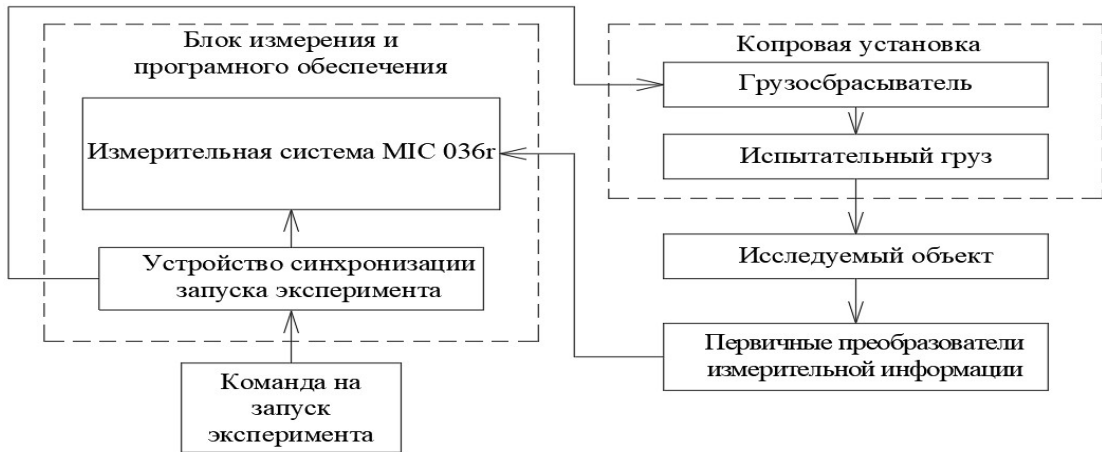 Блок измерения и
програмного обеспечения
Измерительная система MIC 036r
Устройство синхронизации
запуска эксперимента
Команда на
запуск
эксперимента
Копровая установка
Грузосбрасыватель
Испытательный груз
Исследуемый объект
Первичные преобразователи
измерительной информации